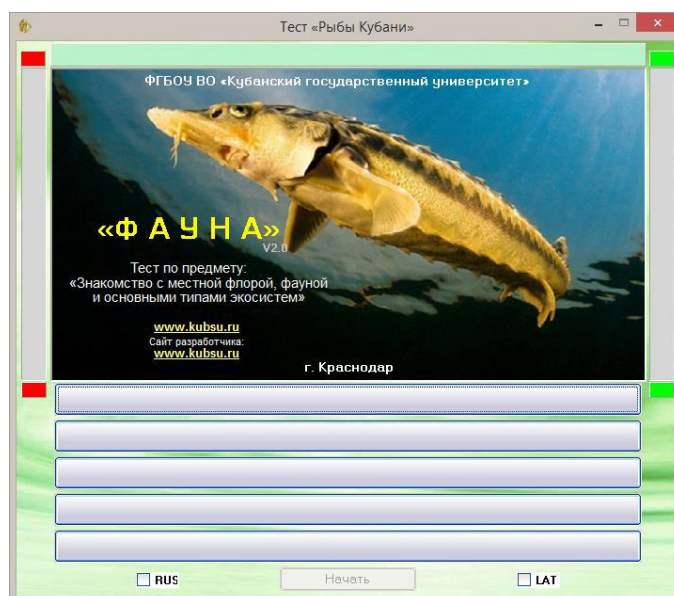 Тест «Рыбы Кубани»
ФГБОУ ВО «Кубанский государственный университет»
«Ф А У Н А»
V2.0
Тест по предмету:
«Знакомство с местной флорой, фауной
и основными типами экосистем»
www.kubsu.ru
Сайт разработчика:
www.kubsu.ru
г. Краснодар
RUS
Начать
LAT